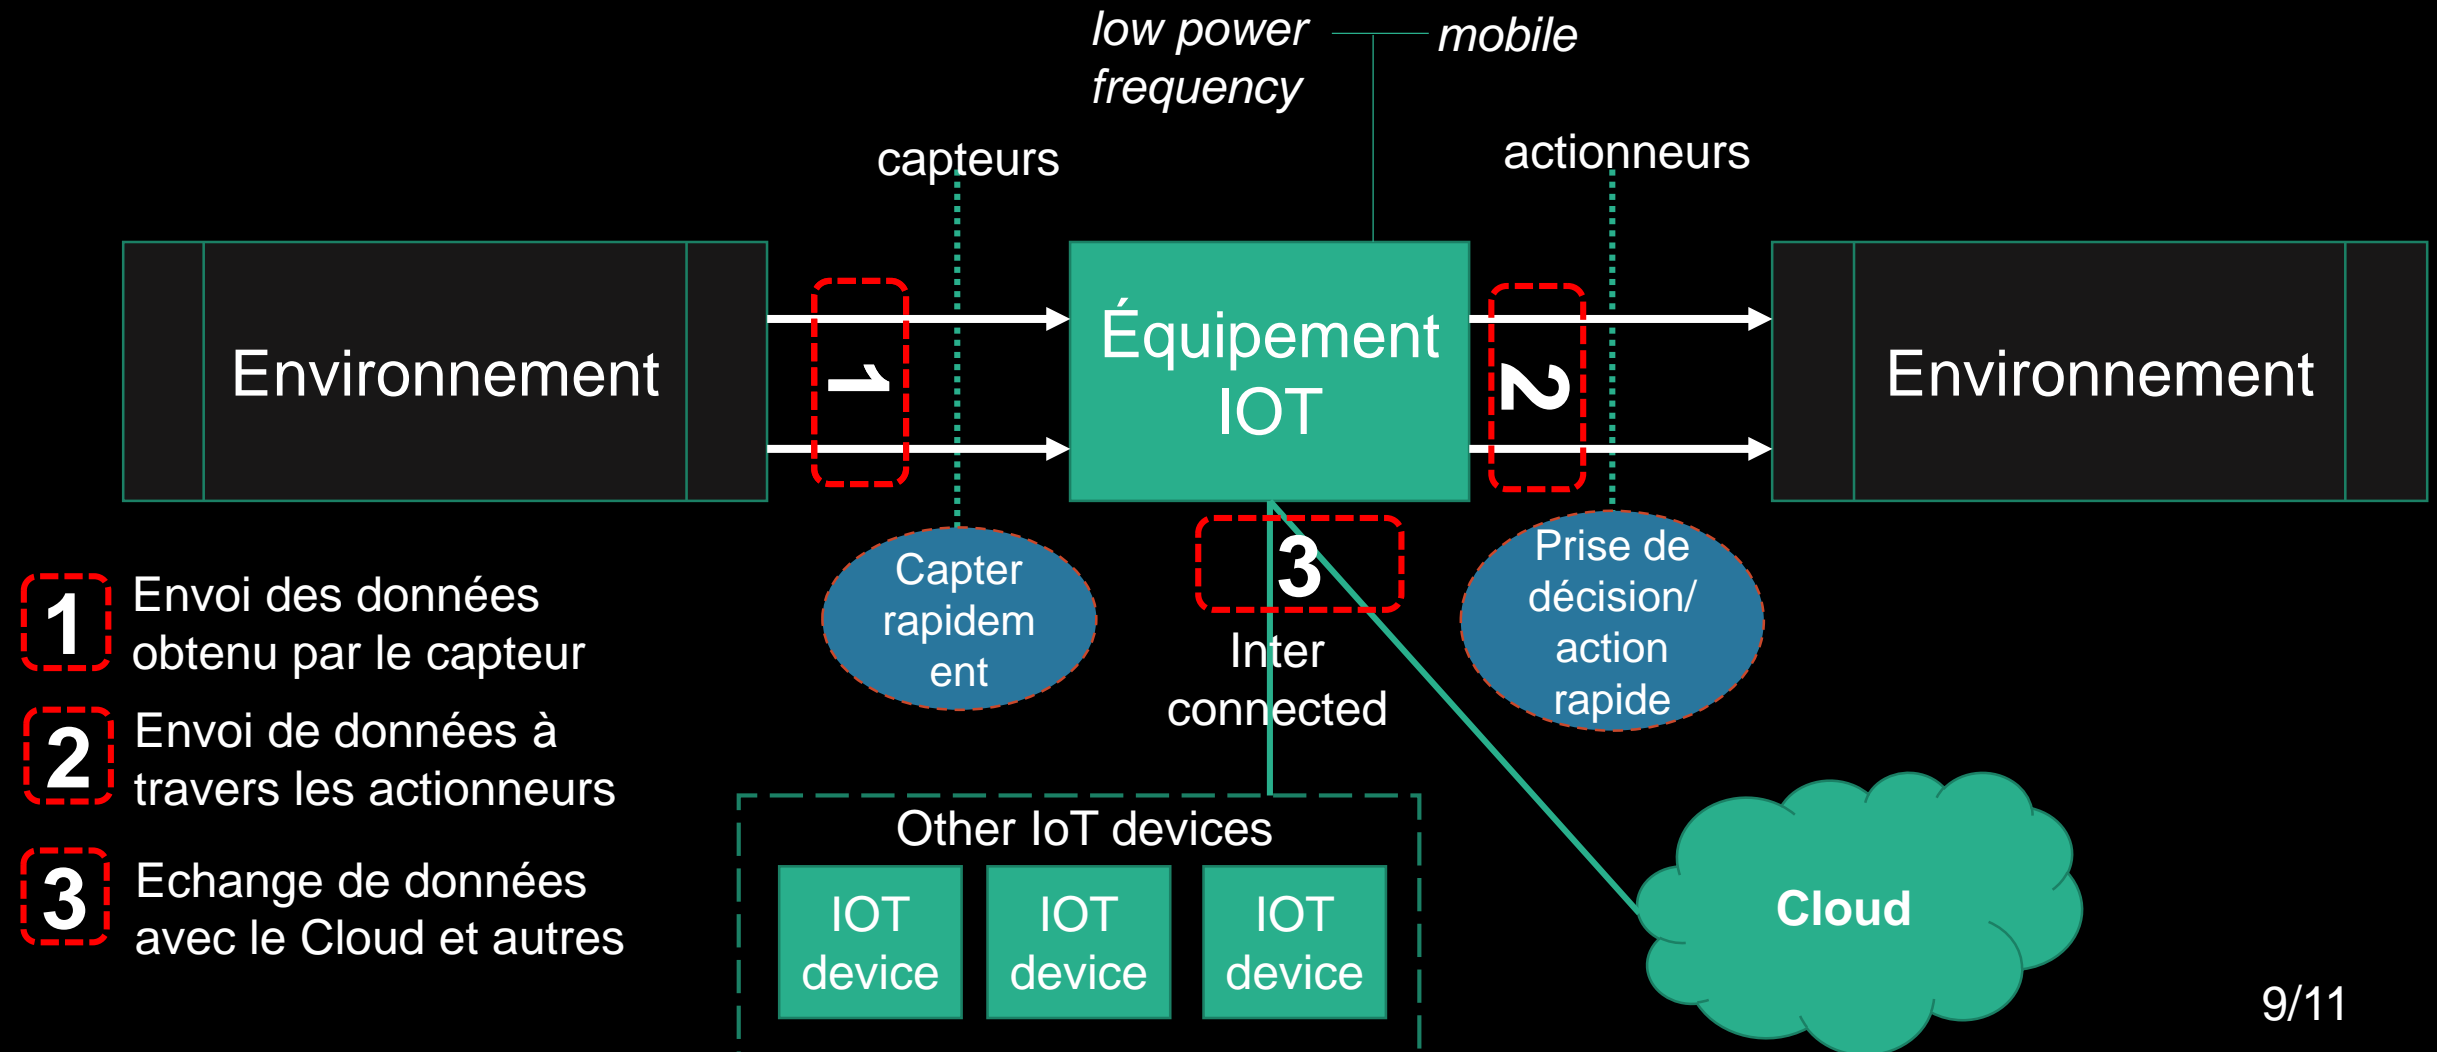 low power
frequency
mobile
capteurs
actionneurs
Environnement
1
Équipement
IOT
2
Environnement
3
Inter
connected
Capter
rapidem
ent
Prise de
décision/
action
rapide
1
Envoi des données
obtenu par le capteur
2
Envoi de données à
travers les actionneurs
3
Echange de données
avec le Cloud et autres
Other IoT devices
IOT
device
IOT
device
IOT
device
Cloud
9/11